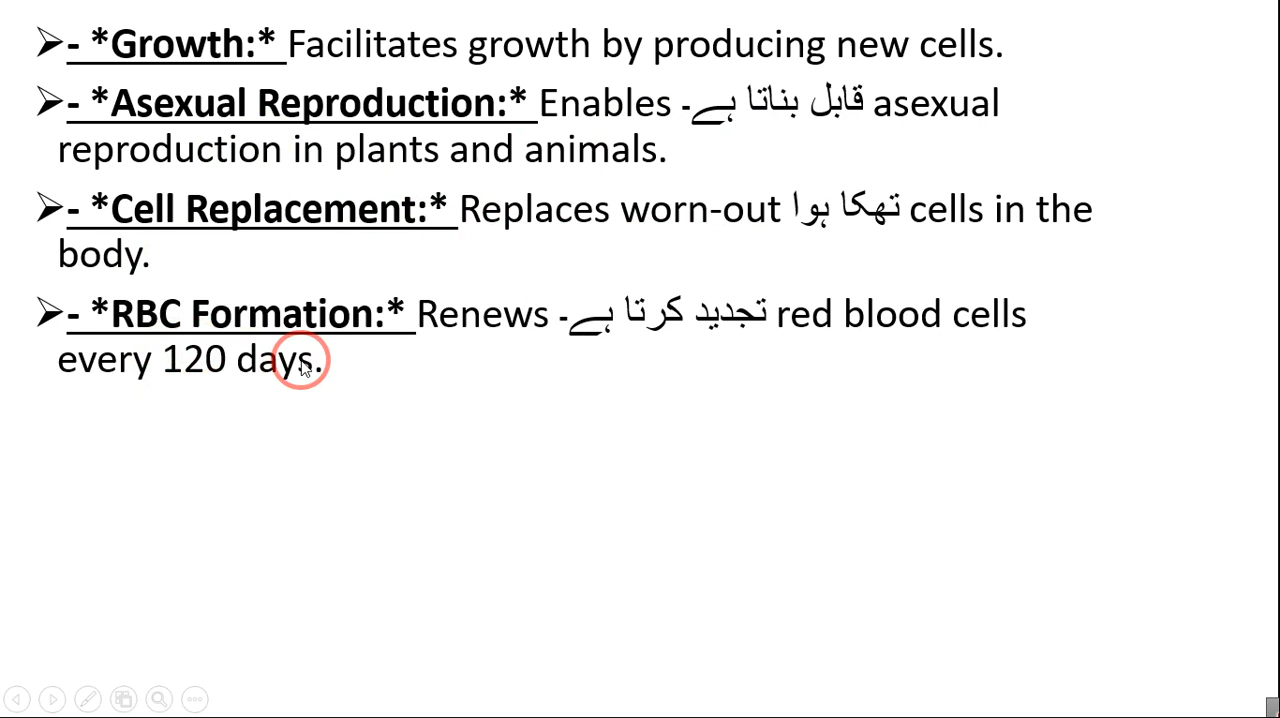 ➢- *Growth:* Facilitates growth by producing new cells.
➢- *Asexual Reproduction:* Enables قابل بناتا ہے۔ asexual
reproduction in plants and animals.
➢- *Cell Replacement:* Replaces worn-out تھکا ہوا cells in the
body.
➢- *RBC Formation:* Renews تجدید کرتا ہے۔ red blood cells
every 120 days.